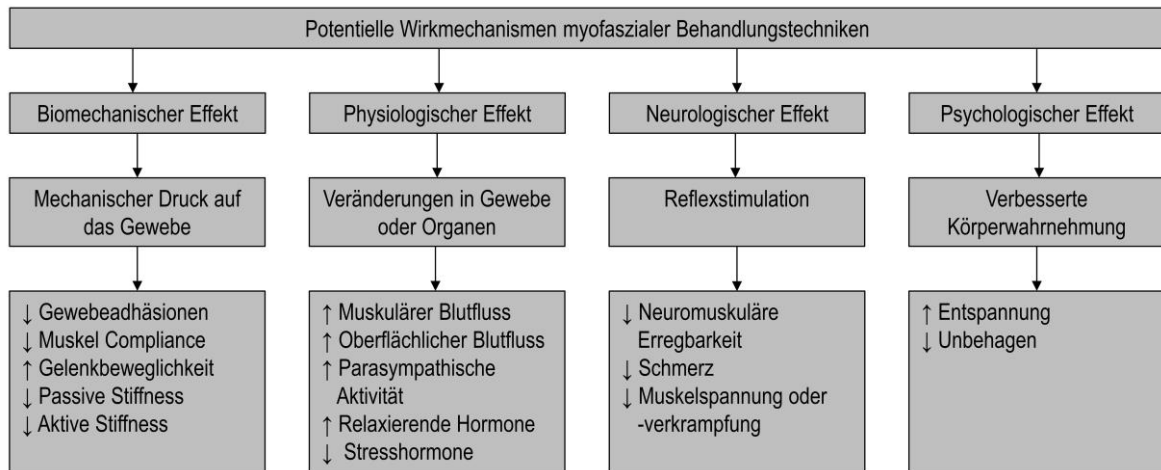 Potentielle Wirkmechanismen myofaszialer Behandlungstechniken
Biomechanischer Effekt
Mechanischer Druck auf
das Gewebe
↓ Gewebeadhäsionen
↓ Muskel Compliance
↑ Gelenkbeweglichkeit
↓ Passive Stiffness
↓ Aktive Stiffness
Physiologischer Effekt
Veränderungen in Gewebe
oder Organen
↑ Muskulärer Blutfluss
↑ Oberflächlicher Blutfluss
↑ Parasympathische
Aktivität
↑ Relaxierende Hormone
↓ Stresshormone
Neurologischer Effekt
Reflexstimulation
↓ Neuromuskuläre
Erregbarkeit
↓ Schmerz
↓ Muskelspannung oder
-verkrampfung
Psychologischer Effekt
Verbesserte
Körperwahrnehmung
↑ Entspannung
↓ Unbehagen